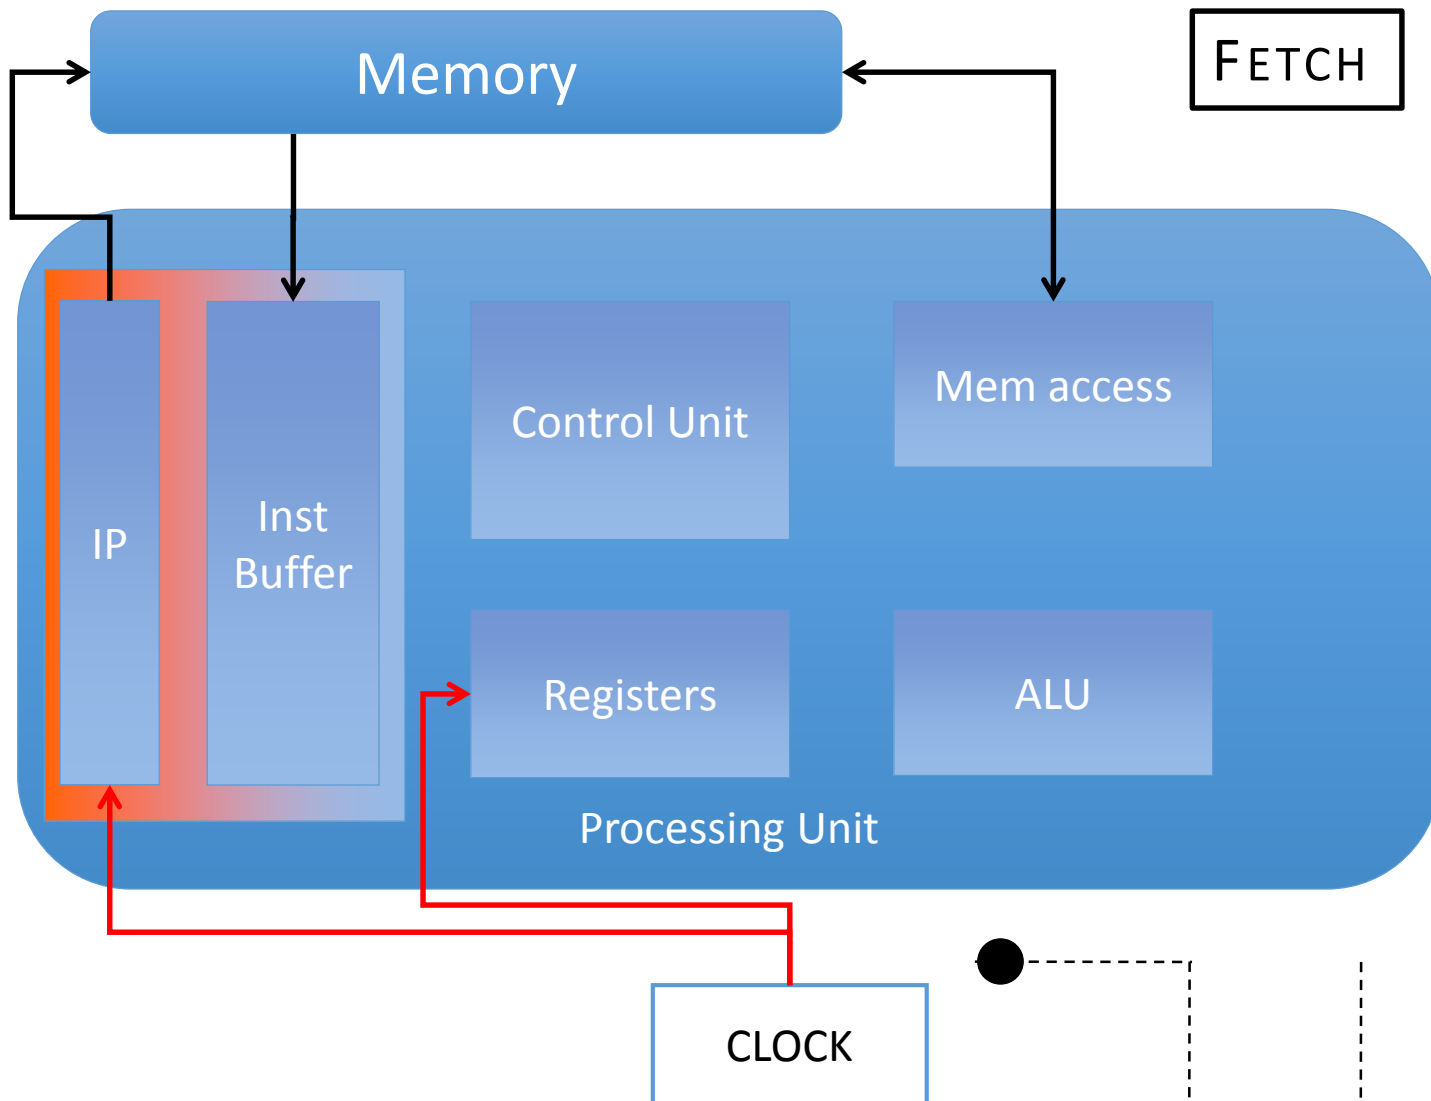 Memory
FETCH
IP
Inst
Buffer
Control Unit
Mem access
Registers
ALU
Processing Unit
CLOCK